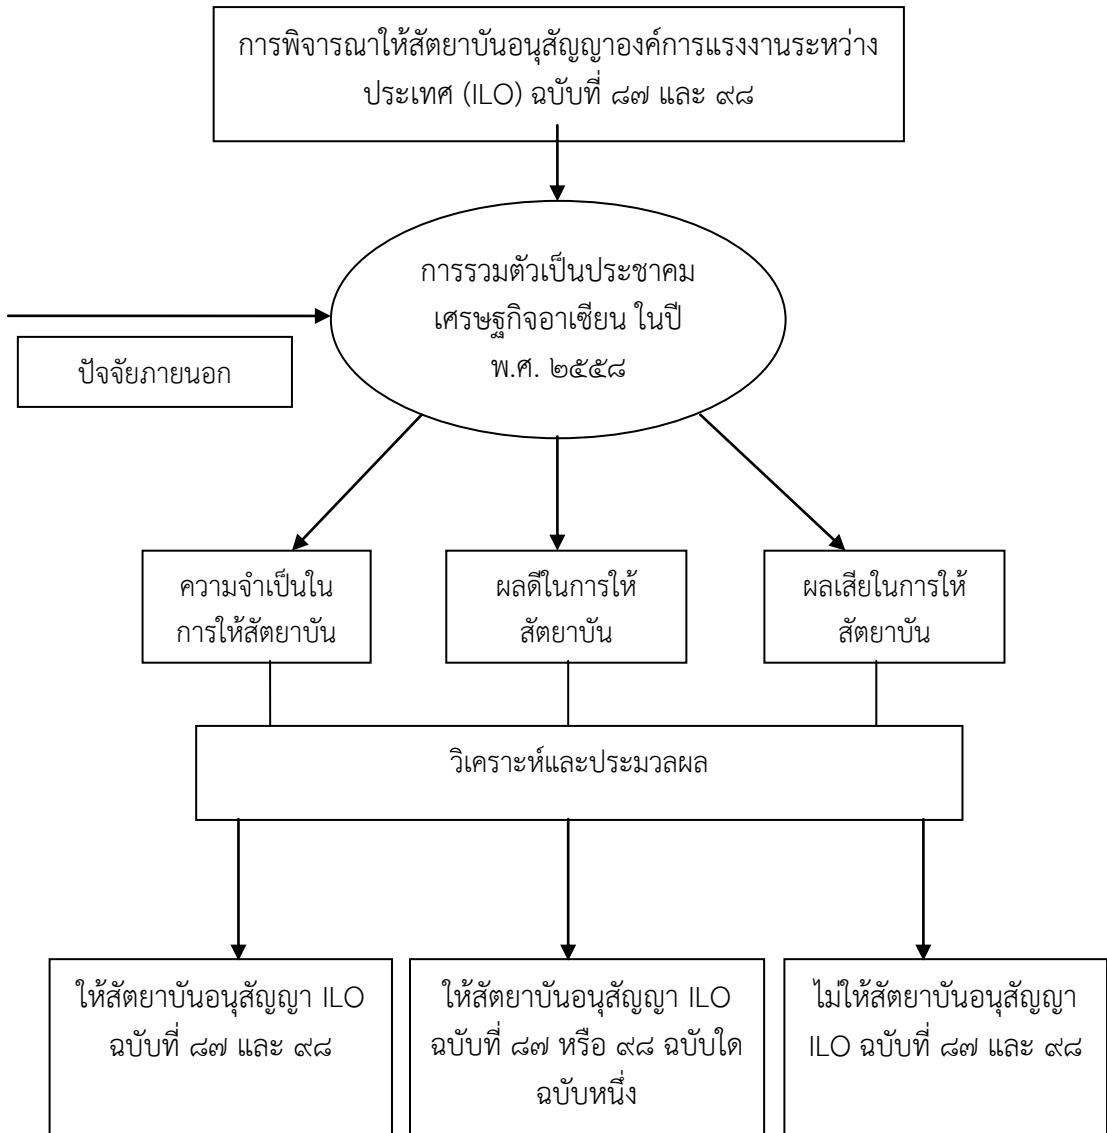 การพิจารณาให้สัตยาบันอนุสัญญาองค์การแรงงานระหว่าง
ประเทศ (ILO) ฉบับที่ ๘๗ และ ๙๘
การรวมตัวเป็นประชาคม
เศรษฐกิจอาเซียน ในปี
พ.ศ. ๒๕๕๘
ปัจจัยภายนอก
ความจำเป็นใน
การให้สัตยาบัน
ผลดีในการให้
สัตยาบัน
ผลเสียในการให้
สัตยาบัน
วิเคราะห์และประมวลผล
ให้สัตยาบันอนุสัญญา ILO
ฉบับที่ ๘๗ และ ๙๘
ให้สัตยาบันอนุสัญญา ILO
ฉบับที่ ๘๗ หรือ ๙๘ ฉบับใด
ฉบับหนึ่ง
ไม่ให้สัตยาบันอนุสัญญา
ILO ฉบับที่ ๘๗ และ ๙๘